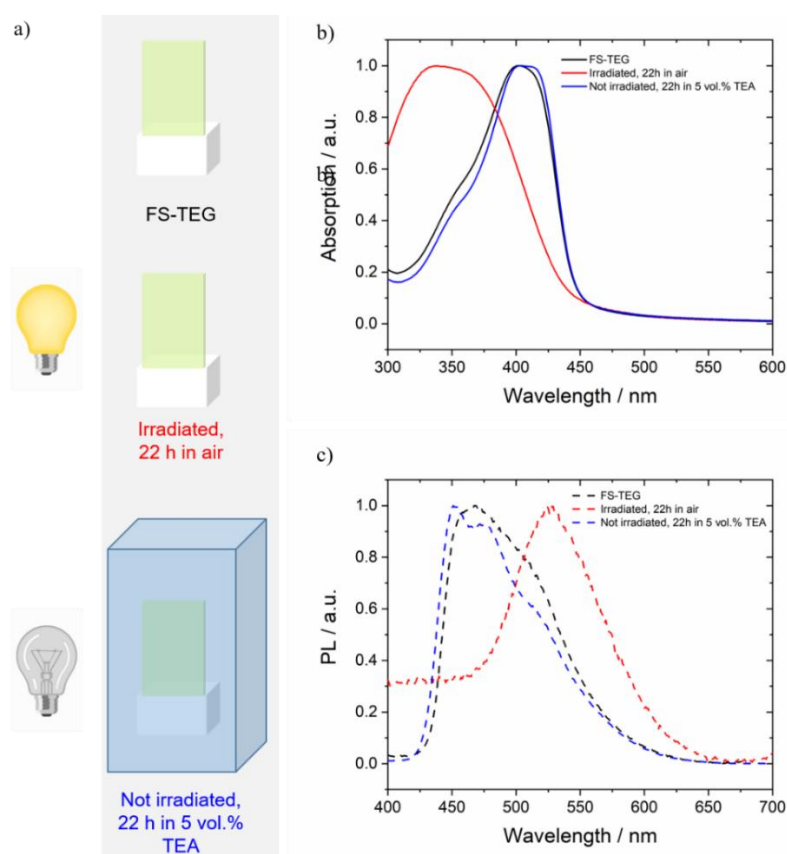 a)
FS-TEG
Irradiated,
22 h in air
Not irradiated,
22 h in 5 vol.%
TEA
b)
FS-TEG
Irradiated, 22h in air
Not irradiated, 22h in 5 vol.% TEA
1.0
0.8
0.6
0.4
0.2
0.0
Absorption / a.u.
b)
300 350 400 450 500 550 600
Wavelength / nm
c)
FS-TEG
Irradiated, 22h in air
Not irradiated, 22h in 5 vol.% TEA
1.0
0.8
0.6
0.4
0.2
0.0
PL / a.u.
400 450 500 550 600 650 700
Wavelength / nm